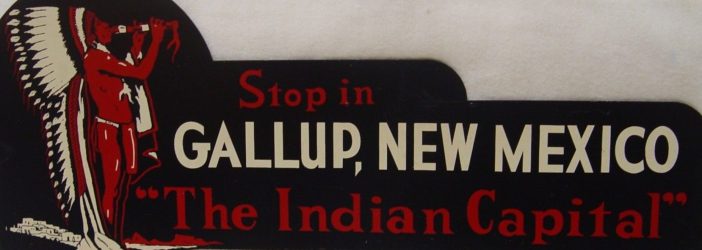 Stop in
GALLUP, NEW MEXICO
"The Indian Capital"